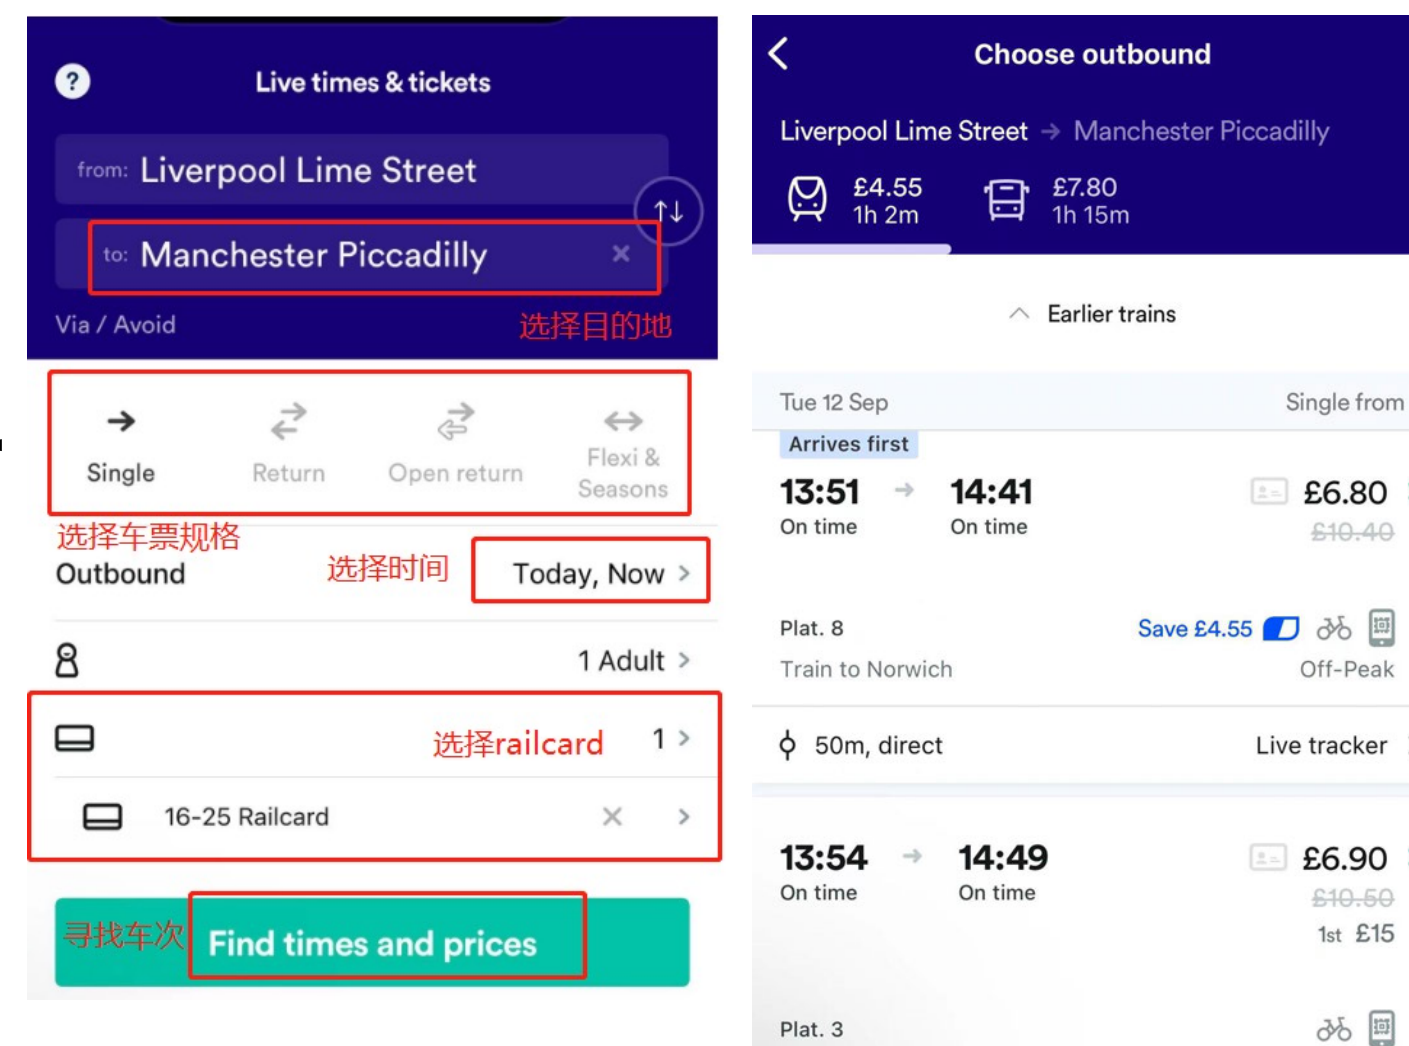 ?
Live times & tickets
from: Liverpool Lime Street
to: Manchester Piccadilly
Via / Avoid
选择目的地
Single
Return
Open return
Flexi & Seasons
选择车票规格
Outbound
选择时间
Today, Now
1 Adult
选择railcard
1
16-25 Railcard
寻找车次
Find times and prices
Choose outbound
Liverpool Lime Street → Manchester Piccadilly
£4.55
1h 2m
£7.80
1h 15m
Earlier trains
Tue 12 Sep
Single from
Arrives first
13:51 → 14:41
£6.80
On time
On time
£10.40
Plat. 8
Save £4.55
Train to Norwich
Off-Peak
50m, direct
Live tracker
13:54 → 14:49
£6.90
On time
On time
£10.50
1st £15
Plat. 3